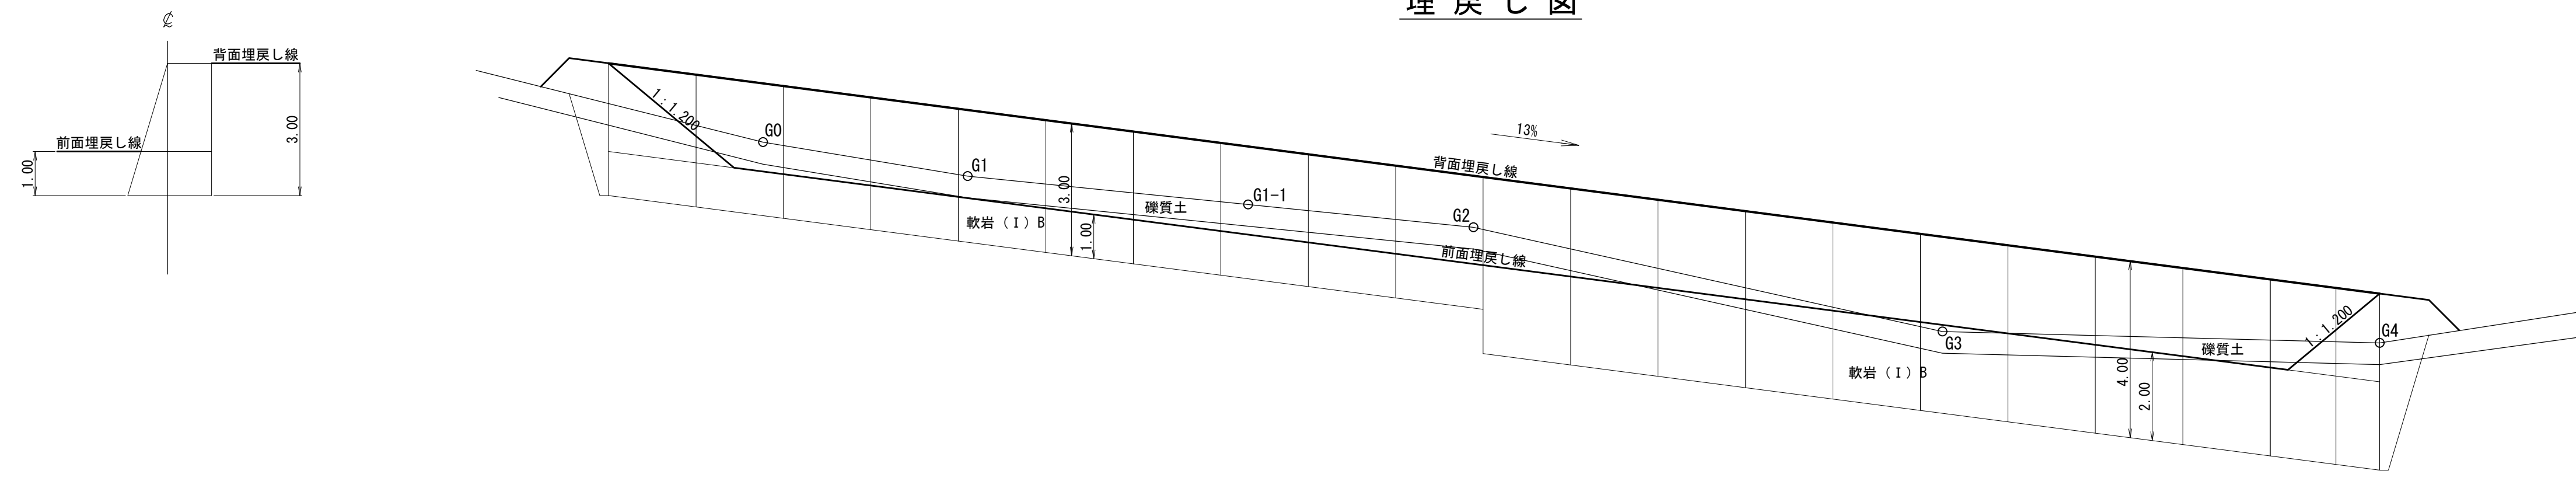 埋戻し図
℄
背面埋戻し線
前面埋戻し線
3.00
1.00
1:1.200
G0
G1
3.00
軟岩(Ⅰ)B
1.00
礫質土
G1-1
13%
背面埋戻し線
G2
前面埋戻し線
G3
軟岩(Ⅰ)B
4.00
2.00
礫質土
1:1.200
G4